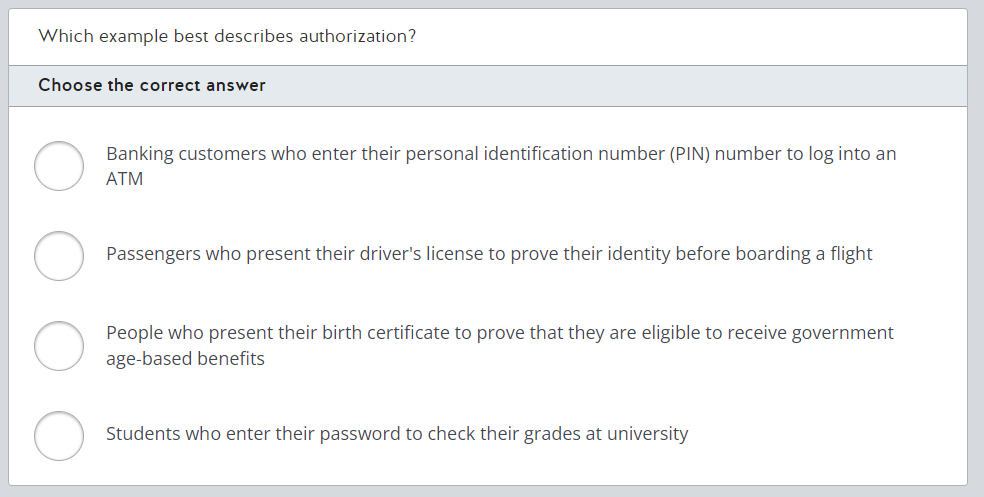 Which example best describes authorization?
Choose the correct answer
Banking customers who enter their personal identification number (PIN) number to log into an
ATM
Passengers who present their driver's license to prove their identity before boarding a flight
People who present their birth certificate to prove that they are eligible to receive government
age-based benefits
Students who enter their password to check their grades at university